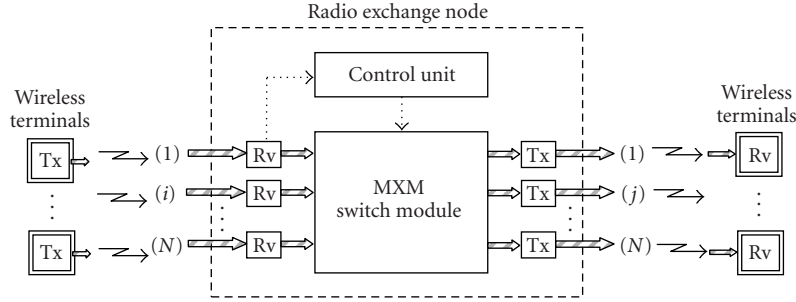 Radio exchange node
Control unit
Wireless
terminals
Wireless
terminals
Tx
(1)
Rv
Tx
(1)
Rv
MXM
switch module
(i)
Rv
Tx
(j)
Tx
(N)
Rv
Tx
(N)
Rv